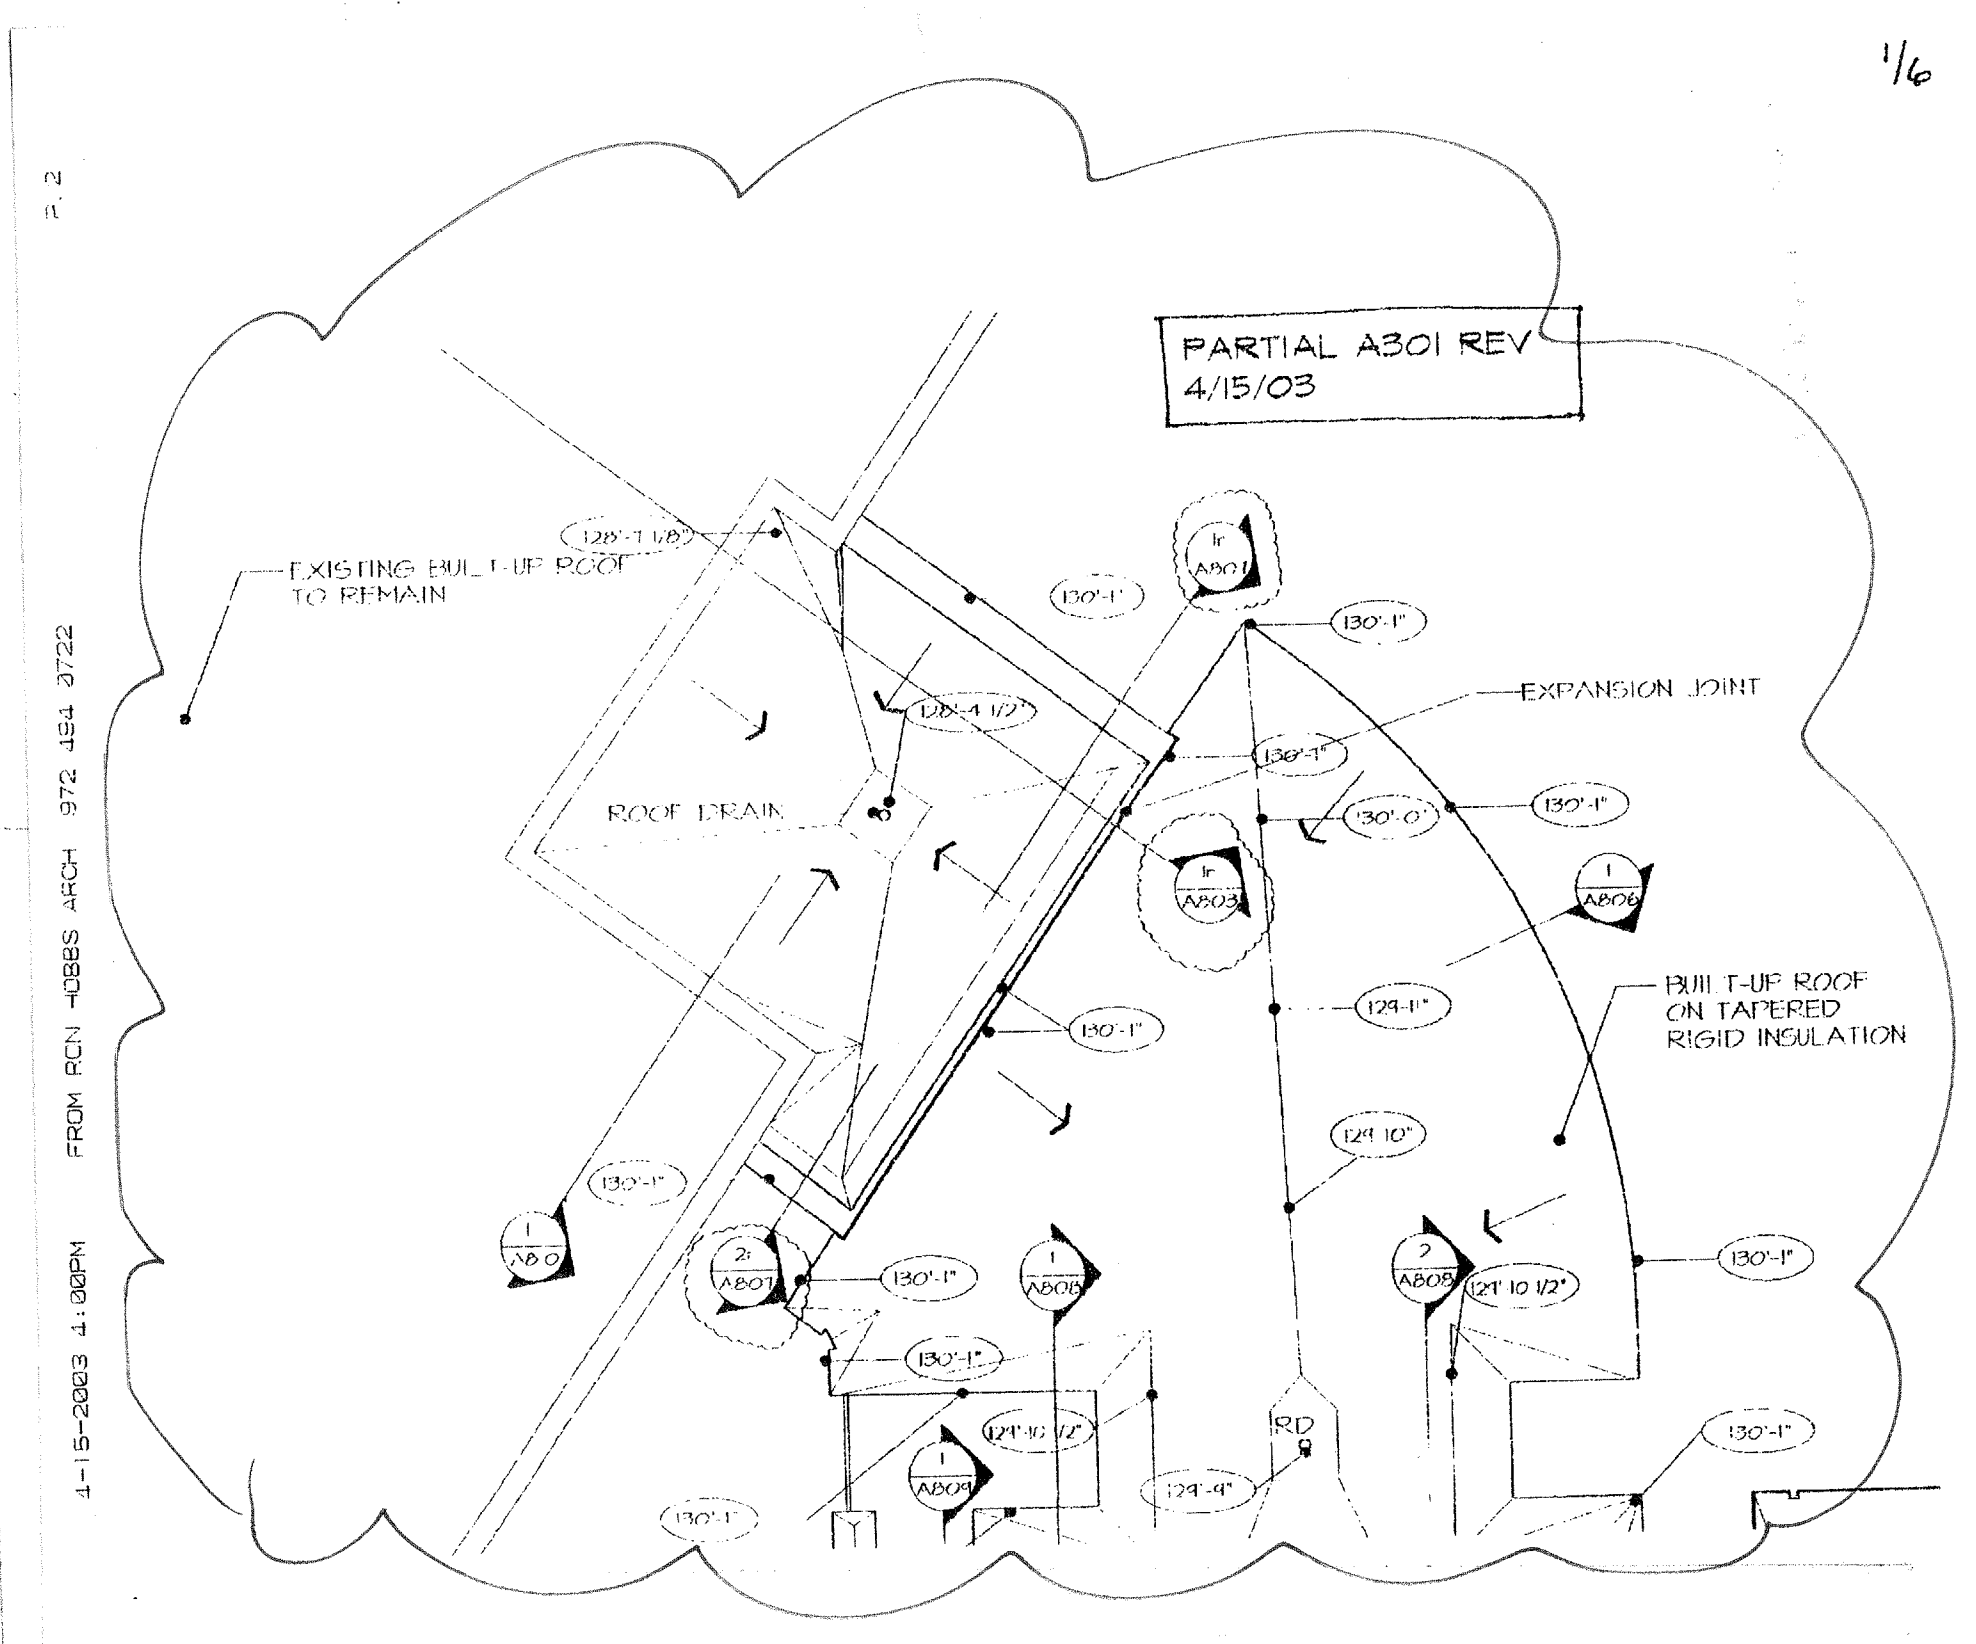 1/6
P.2
4-15-2003 4:00PM FROM RCN HOBBS ARCH 972 494 0722
PARTIAL A301 REV
4/15/03
128'-7 1/8"
EXISTING BUILT-UP ROOF
TO REMAIN
1r
A801
130'-1"
130'-1"
EXPANSION JOINT
128'-4 1/2"
130'-1"
ROOF DRAIN
130'-0"
130'-1"
1r
A803
1
A806
BUILT-UP ROOF
ON TAPERED
RIGID INSULATION
129'-11"
130'-1"
129'-10"
130'-1"
1
2r
A807
130'-1"
1
A808
2
A808
129'-10 1/2"
130'-1"
130'-1"
129'-10 1/2"
RD
130'-1"
1
A809
129'-9"
130'-1"